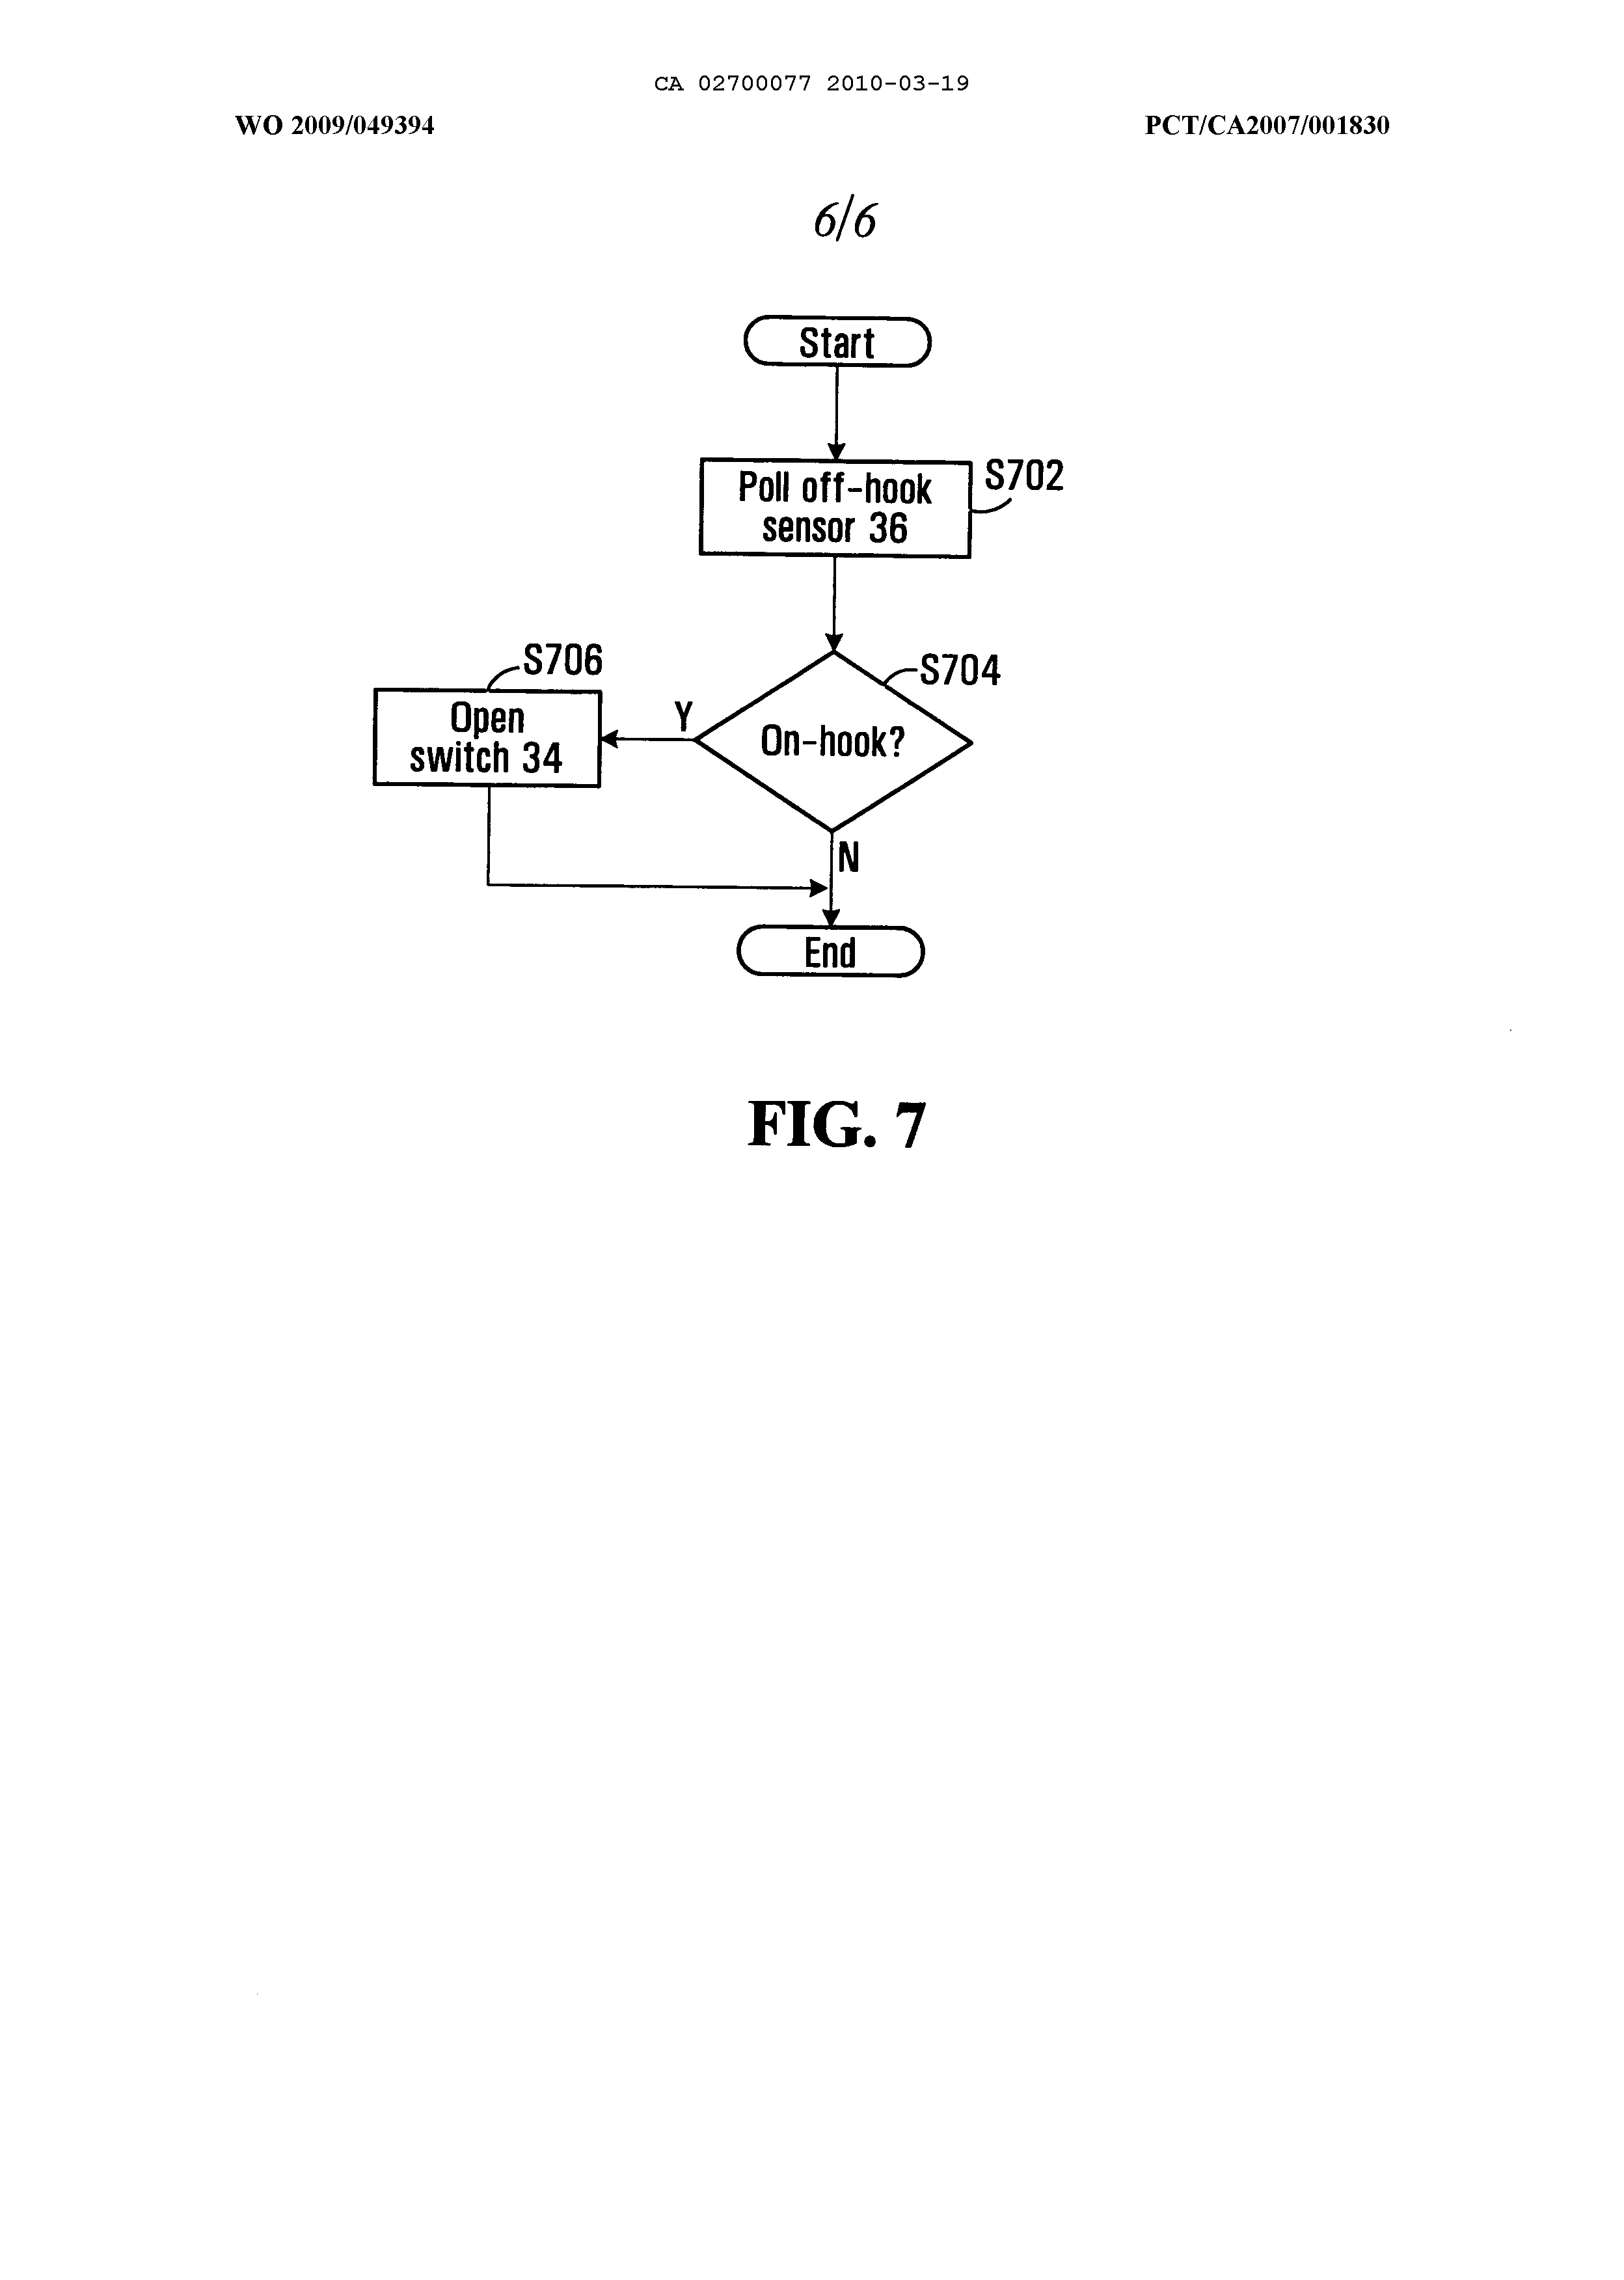 CA 02700077 2010-03-19
WO 2009/049394
PCT/CA2007/001830
6/6
Start
Poll off-hook
sensor 36
S702
S706
S704
Open
switch 34
Y
On-hook?
N
End
FIG. 7